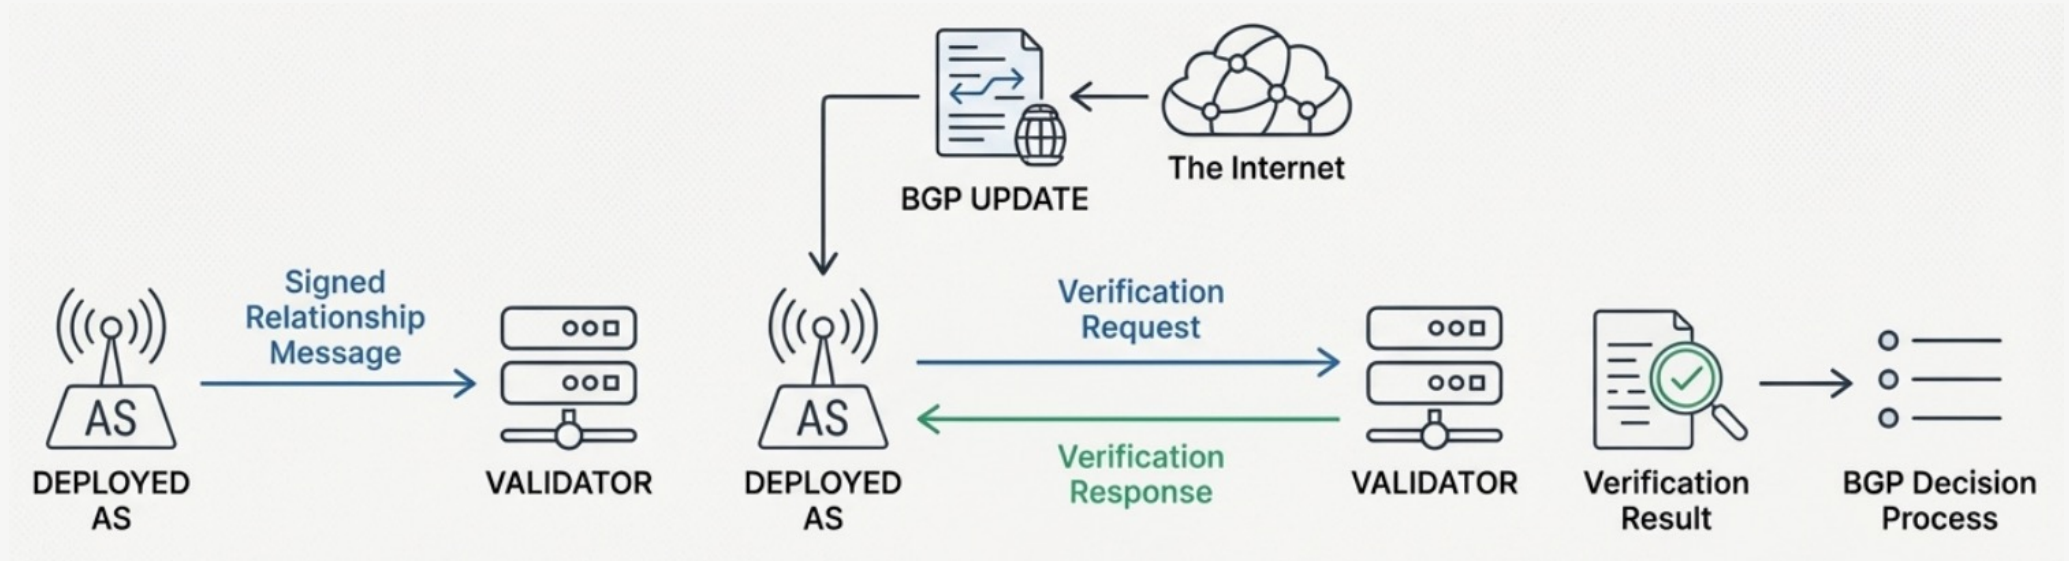 BGP UPDATE
The Internet
Signed
Relationship
Message
AS
DEPLOYED
AS
VALIDATOR
AS
DEPLOYED
AS
Verification
Request
Verification
Response
VALIDATOR
Verification
Result
BGP Decision
Process